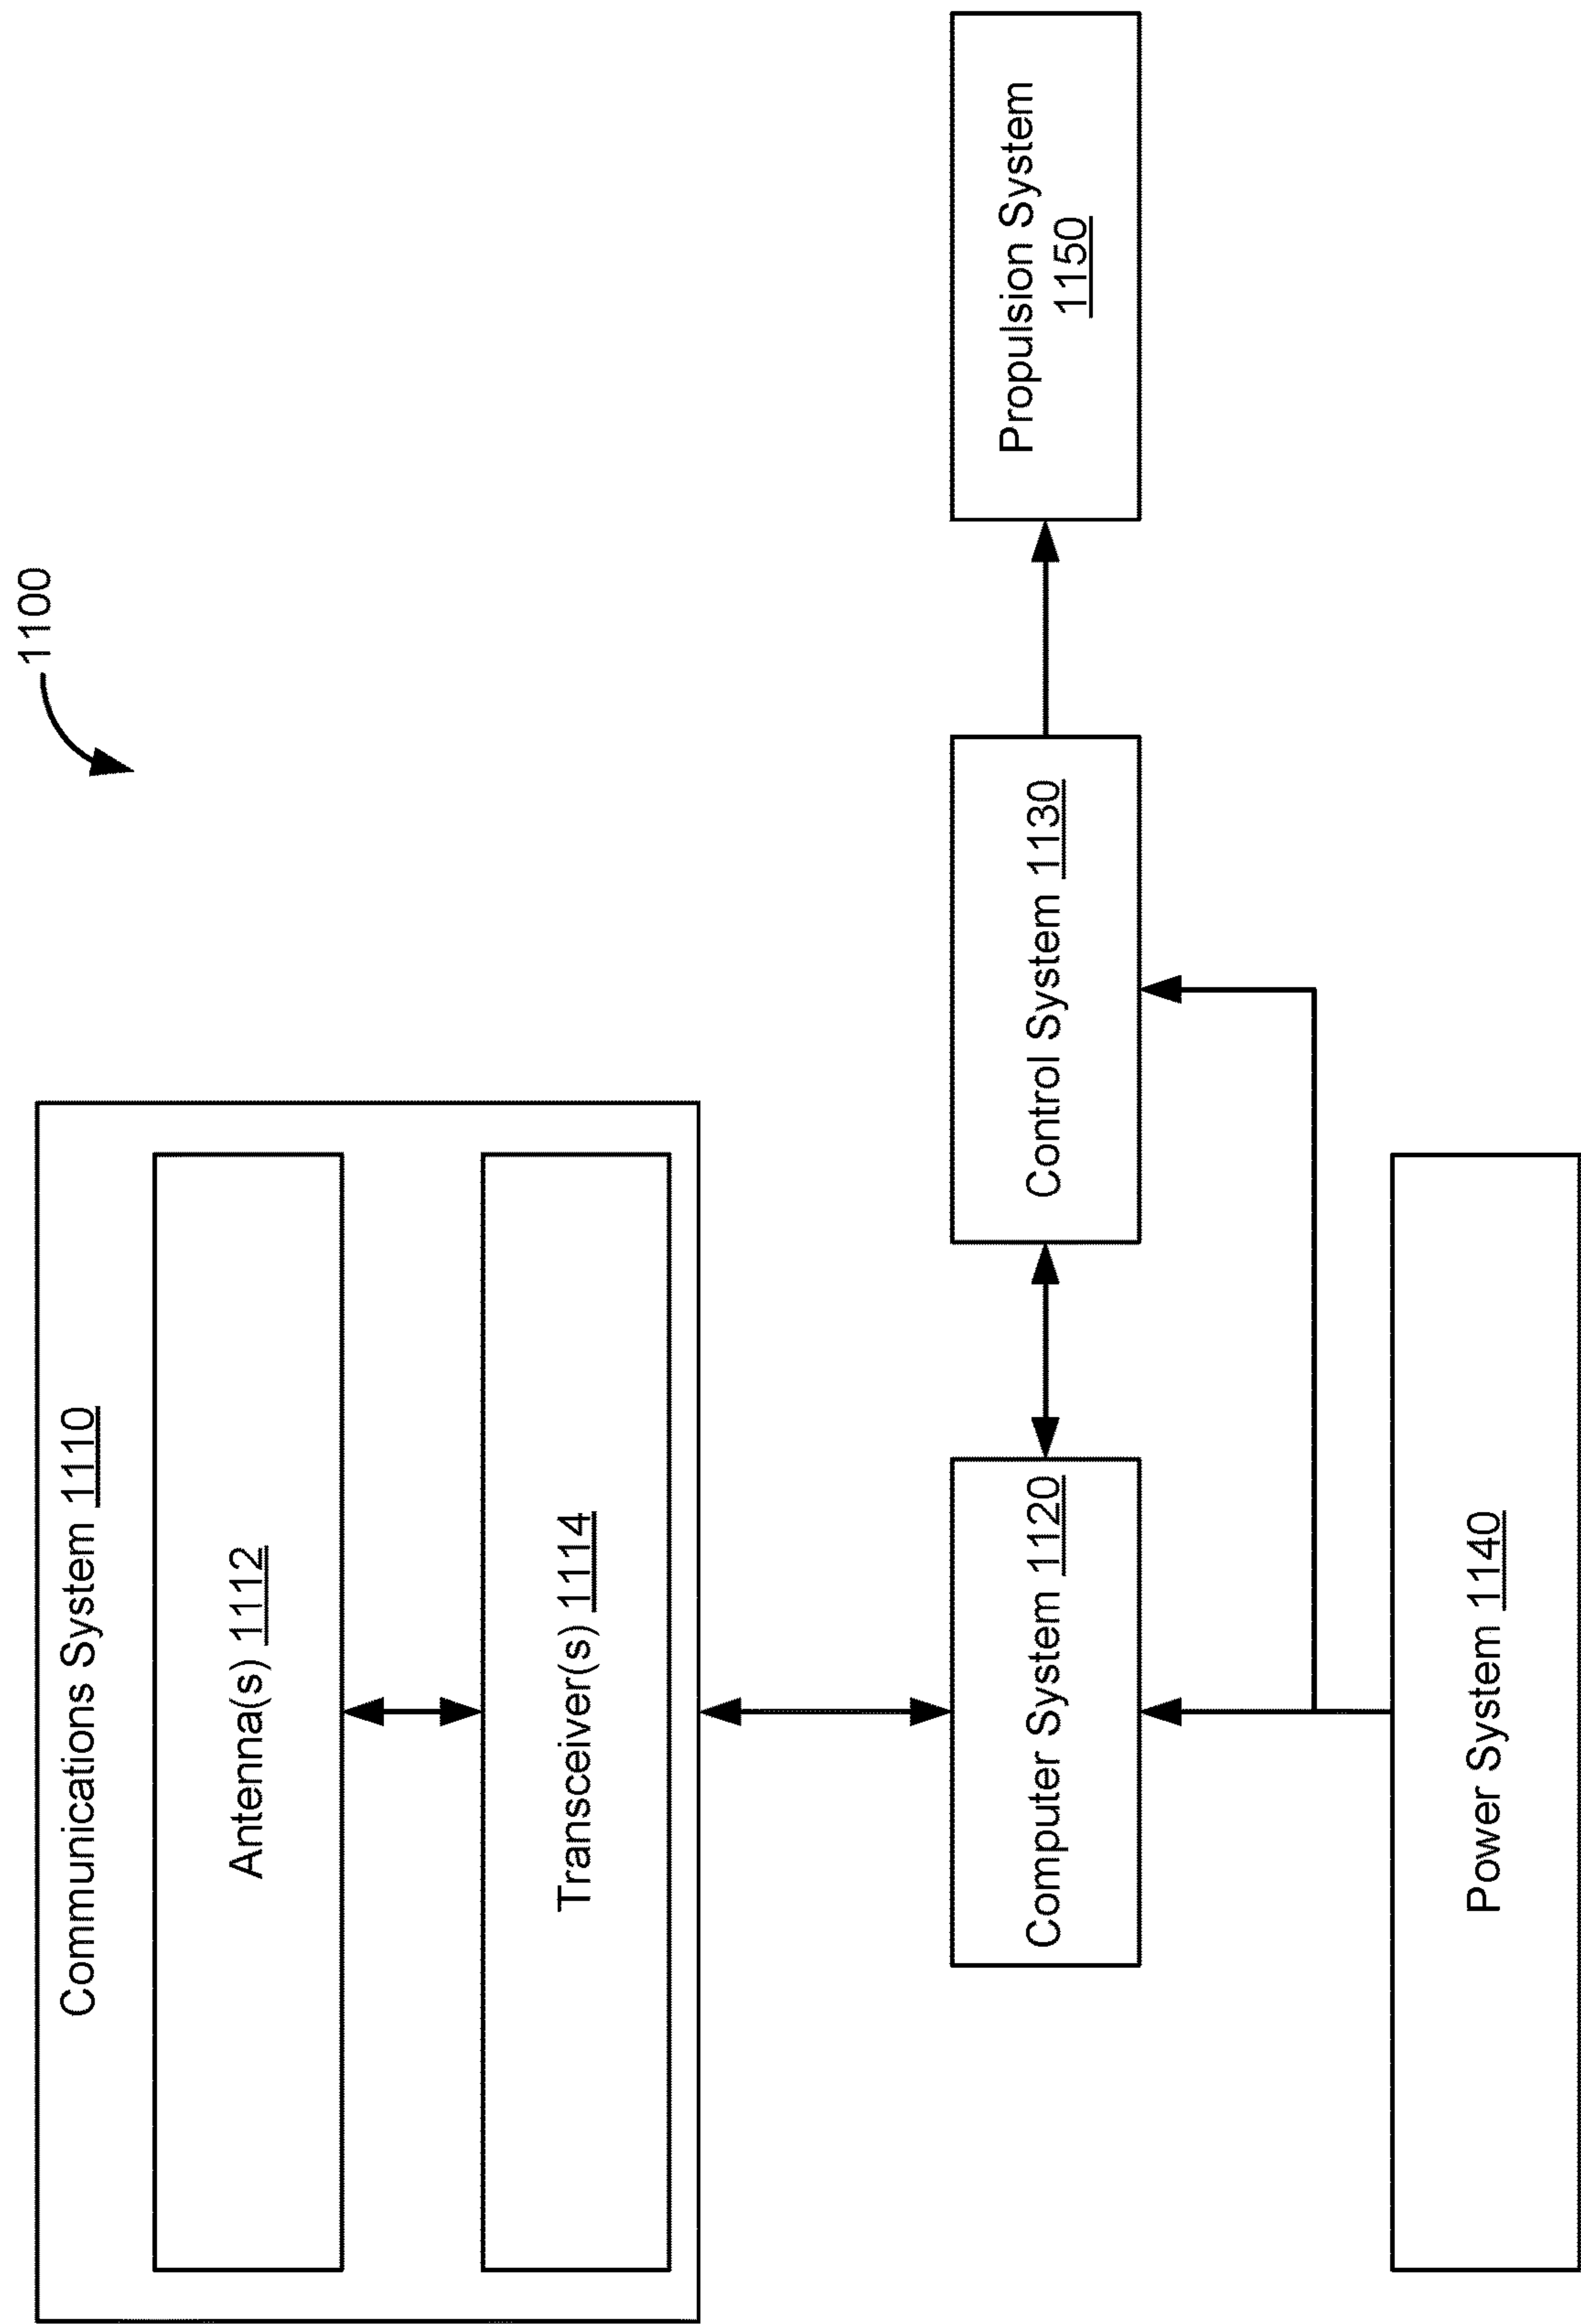 1100
Communications System 1110
Antenna(s) 1112
Transceiver(s) 1114
Computer System 1120
Control System 1130
Propulsion System
1150
Power System 1140